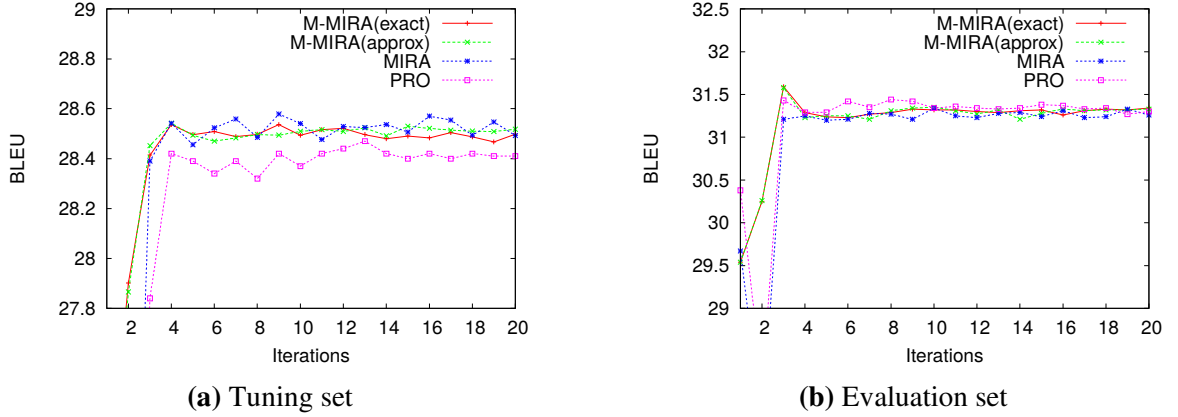 M-MIRA(exact)
M-MIRA(approx)
MIRA
PRO
29
28.8
28.6
28.4
28.2
28
27.8
BLEU
2 4 6 8 10 12 14 16 18 20
Iterations
(a) Tuning set
M-MIRA(exact)
M-MIRA(approx)
MIRA
PRO
32.5
32
31.5
31
30.5
30
29.5
29
BLEU
2 4 6 8 10 12 14 16 18 20
Iterations
(b) Evaluation set